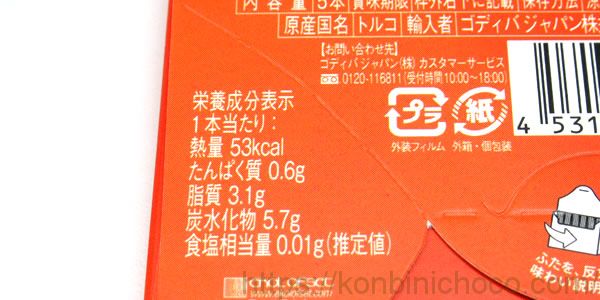 内容量 5本 賞味期限 枠外右下に記載 保存方法
原産国名 トルコ 輸入者 ゴディバ ジャパン株
【お問い合わせ先】
ゴディバ ジャパン(株) カスタマーサービス
0120-116811(受付時間10:00~18:00)
栄養成分表示
1本当たり:
熱量 53kcal
たんぱく質 0.6g
脂質 3.1g
炭水化物 5.7g
食塩相当量 0.01g(推定値)
プラ 紙
外装フィルム 外箱・個包装
4 531
ふたを、反
味わい説明
https://konbinichoco.com